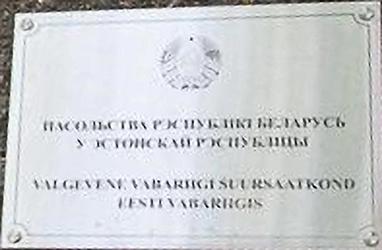 ПАСОЛЬСТВА РЭСПУБЛІКІ БЕЛАРУСЬ
У ЭСТОНСКАЙ РЭСПУБЛІЦЫ
VALGEVENE VABARIIGI SUURSAATKOND
EESTI VABARIIGIS